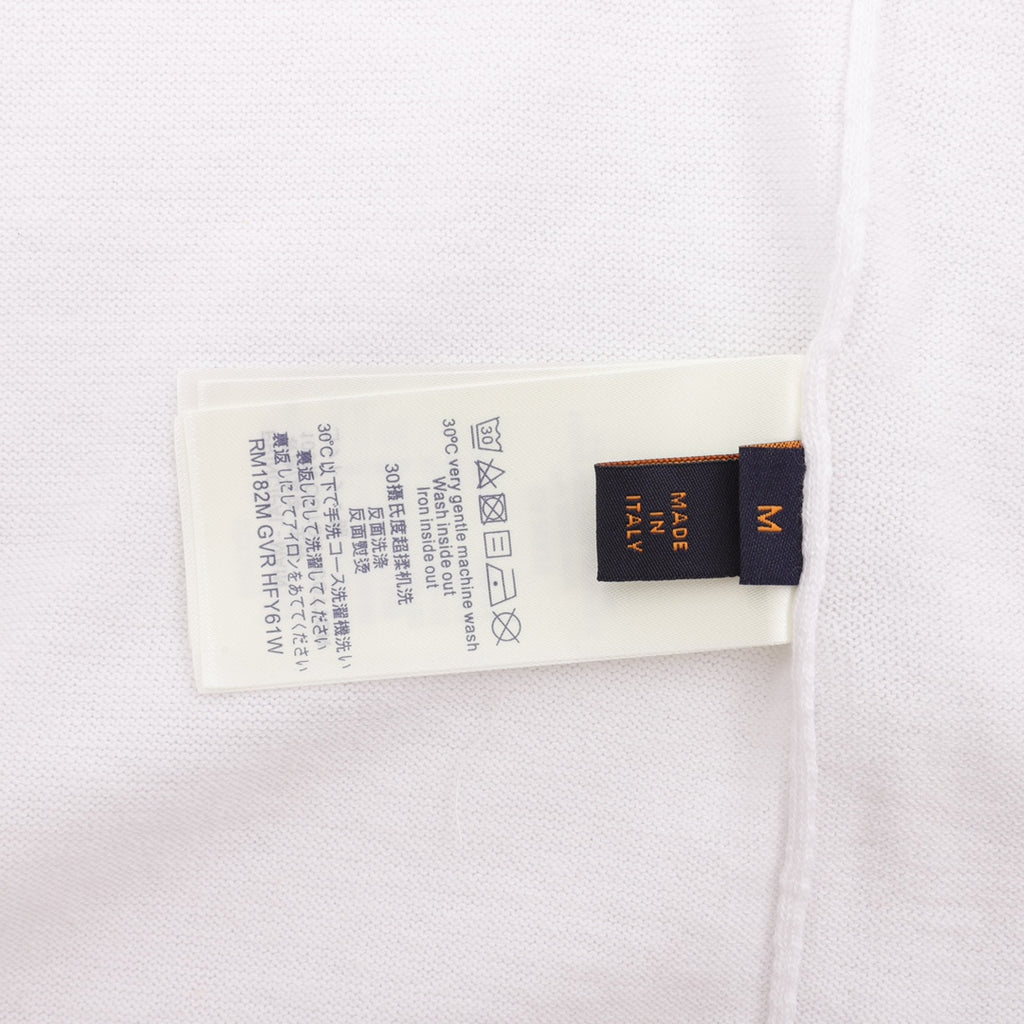 M
MADE
IN
ITALY
30
30°C very gentle machine wash
Wash inside out
Iron inside out
30攝氏度超揉机洗
反面洗涤
反面熨烫
30°C以下で手洗コース洗濯機洗い
裏返しにして洗濯してください
裏返しにしてアイロンをあててください
RM182M GVR HFY61W